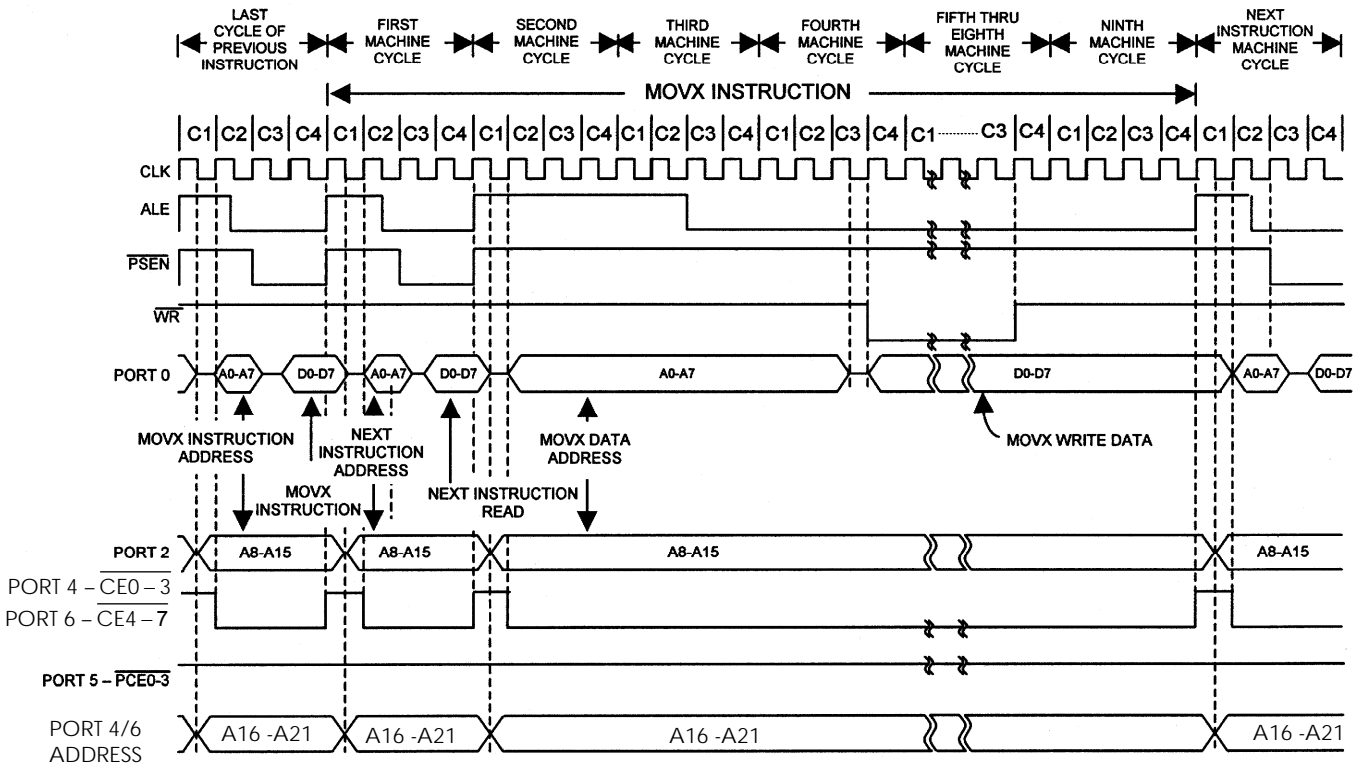 LAST
CYCLE OF
PREVIOUS
INSTRUCTION
FIRST
MACHINE
CYCLE
SECOND
MACHINE
CYCLE
THIRD
MACHINE
CYCLE
FOURTH
MACHINE
CYCLE
FIFTH THRU
EIGHTH
MACHINE
CYCLE
NINTH
MACHINE
CYCLE
NEXT
INSTRUCTION
MACHINE
CYCLE
MOVX INSTRUCTION
C1 C2 C3 C4 C1 C2 C3 C4 C1 C2 C3 C4 C1 C2 C3 C4 C1 C2 C3 C4 C1 C3 C4 C1 C2 C3 C4 C1 C2 C3 C4
CLK
ALE
PSEN
WR
PORT 0 A0-A7 D0-D7 A0-A7 D0-D7 A0-A7 D0-D7 A0-A7 D0-D7
MOVX INSTRUCTION
ADDRESS
NEXT
INSTRUCTION
ADDRESS
MOVX DATA
ADDRESS
MOVX WRITE DATA
MOVX
INSTRUCTION
NEXT INSTRUCTION
READ
PORT 2 A8-A15 A8-A15 A8-A15 A8-A15
PORT 4 – CE0 – 3
PORT 6 – CE4 – 7
PORT 5 – PCE0-3
PORT 4/6
ADDRESS
A16 -A21 A16 -A21 A16 -A21 A16 -A21